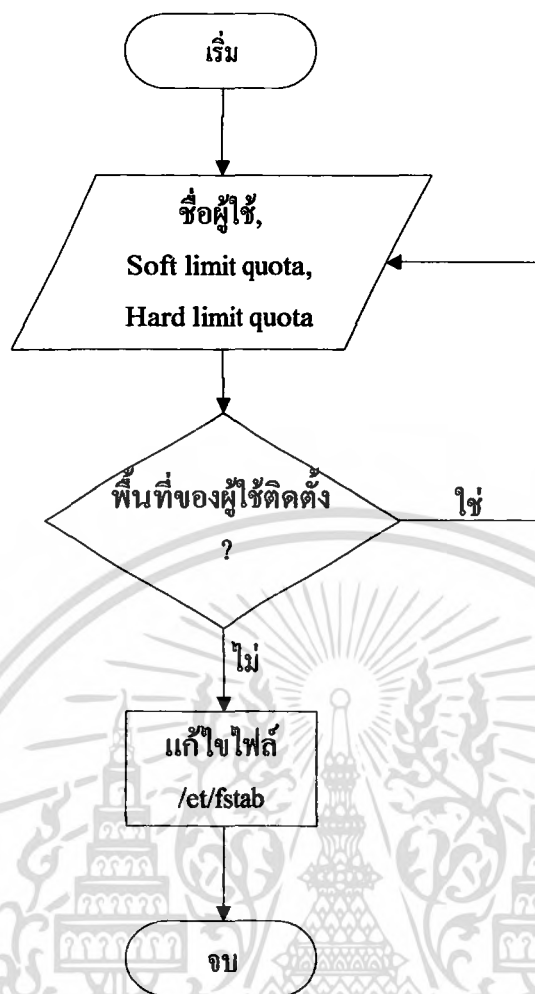 เริ่ม
ชื่อผู้ใช้,
Soft limit quota,
Hard limit quota
พื้นที่ของผู้ใช้ติดตั้ง
?
ใช่
ไม่
แก้ไขไฟล์
/et/fstab
จบ